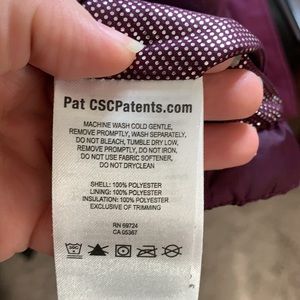 Pat CSCPatents.com
MACHINE WASH COLD GENTLE,
REMOVE PROMPTLY, WASH SEPARATELY,
DO NOT BLEACH, TUMBLE DRY LOW,
REMOVE PROMPTLY, DO NOT IRON,
DO NOT USE FABRIC SOFTENER,
DO NOT DRYCLEAN
SHELL: 100% POLYESTER
LINING: 100% POLYESTER
INSULATION: 100% POLYESTER
EXCLUSIVE OF TRIMMING
RN 69724
CA 05367